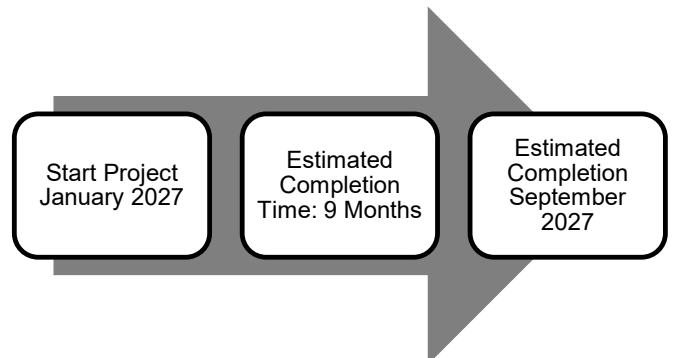 Start Project
January 2027
Estimated
Completion
Time: 9 Months
Estimated
Completion
September
2027